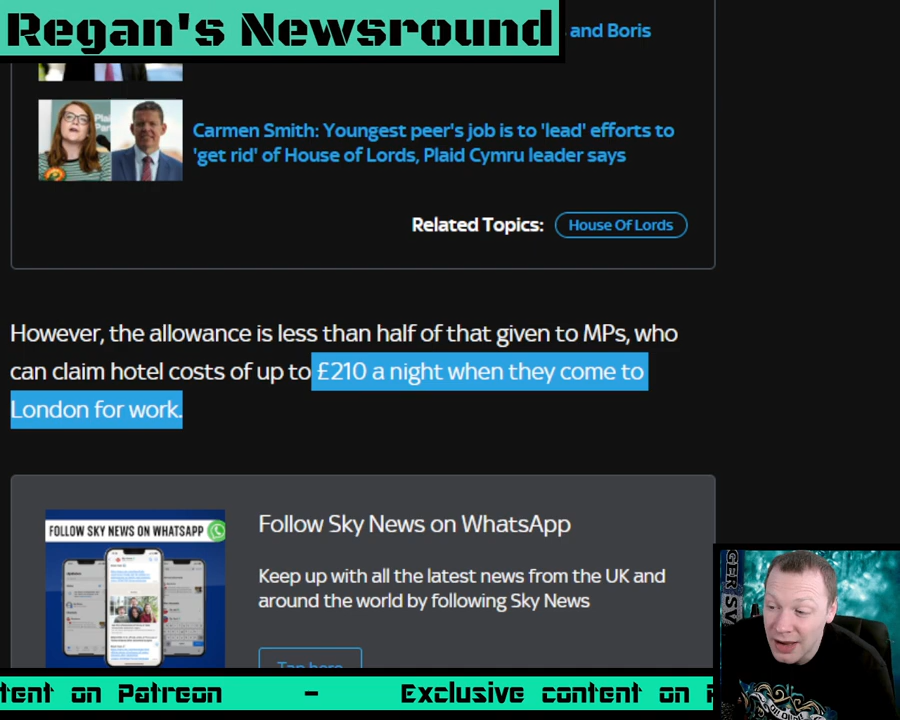 Regan's Newsround
and Boris
Carmen Smith: Youngest peer's job is to 'lead' efforts to
'get rid' of House of Lords, Plaid Cymru leader says
Related Topics: House Of Lords
However, the allowance is less than half of that given to MPs, who
can claim hotel costs of up to £210 a night when they come to
London for work.
FOLLOW SKY NEWS ON WHATSAPP
Follow Sky News on WhatsApp
Keep up with all the latest news from the UK and
around the world by following Sky News
Tap here
tent on Patreon - Exclusive content on